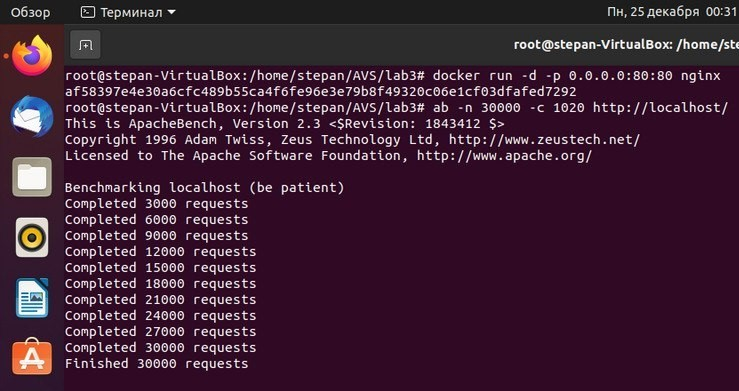 Обзор
Терминал
Пн, 25 декабря 00:31
root@stepan-VirtualBox: /home/ste
root@stepan-VirtualBox:/home/stepan/AVS/lab3# docker run -d -p 0.0.0.0:80:80 nginx
af58397e4e30a6cfc489b55ca4f6fe96e3e79b8f49320c06e1cf03dfafed7292
root@stepan-VirtualBox:/home/stepan/AVS/lab3# ab -n 30000 -c 1020 http://localhost/
This is ApacheBench, Version 2.3 <$Revision: 1843412 $>
Copyright 1996 Adam Twiss, Zeus Technology Ltd, http://www.zeustech.net/
Licensed to The Apache Software Foundation, http://www.apache.org/
Benchmarking localhost (be patient)
Completed 3000 requests
Completed 6000 requests
Completed 9000 requests
Completed 12000 requests
Completed 15000 requests
Completed 18000 requests
Completed 21000 requests
Completed 24000 requests
Completed 27000 requests
Completed 30000 requests
Finished 30000 requests